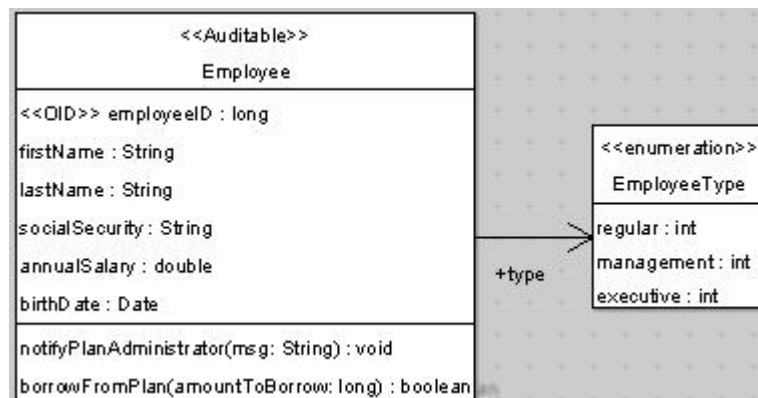 <<Auditable>>
Employee
<<OID>> employeeID : long
firstName : String
lastName : String
socialSecurity : String
annualSalary : double
birthDate : Date
notifyPlanAdministrator(msg: String) : void
borrowFromPlan(amountToBorrow: long) : boolean
+type
<<enumeration>>
EmployeeType
regular : int
management : int
executive : int